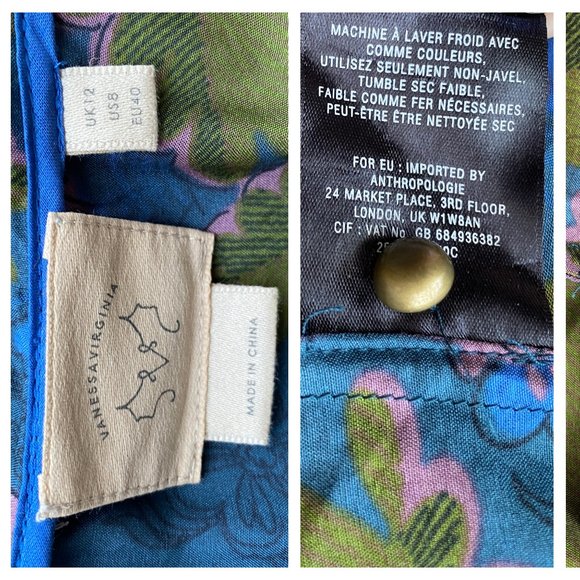 UK12
US8
EU40
VANESSAVIRGINIA
MADE IN CHINA
MACHINE À LAVER FROID AVEC
COMME COULEURS,
UTILISEZ SEULEMENT NON-JAVEL,
TUMBLE SEC FAIBLE,
FAIBLE COMME FER NÉCESSAIRES,
PEUT-ÊTRE ÊTRE NETTOYÉE SEC
FOR EU : IMPORTED BY
ANTHROPOLOGIE
24 MARKET PLACE, 3RD FLOOR,
LONDON, UK W1W8AN
CIF : VAT No. GB 684936382